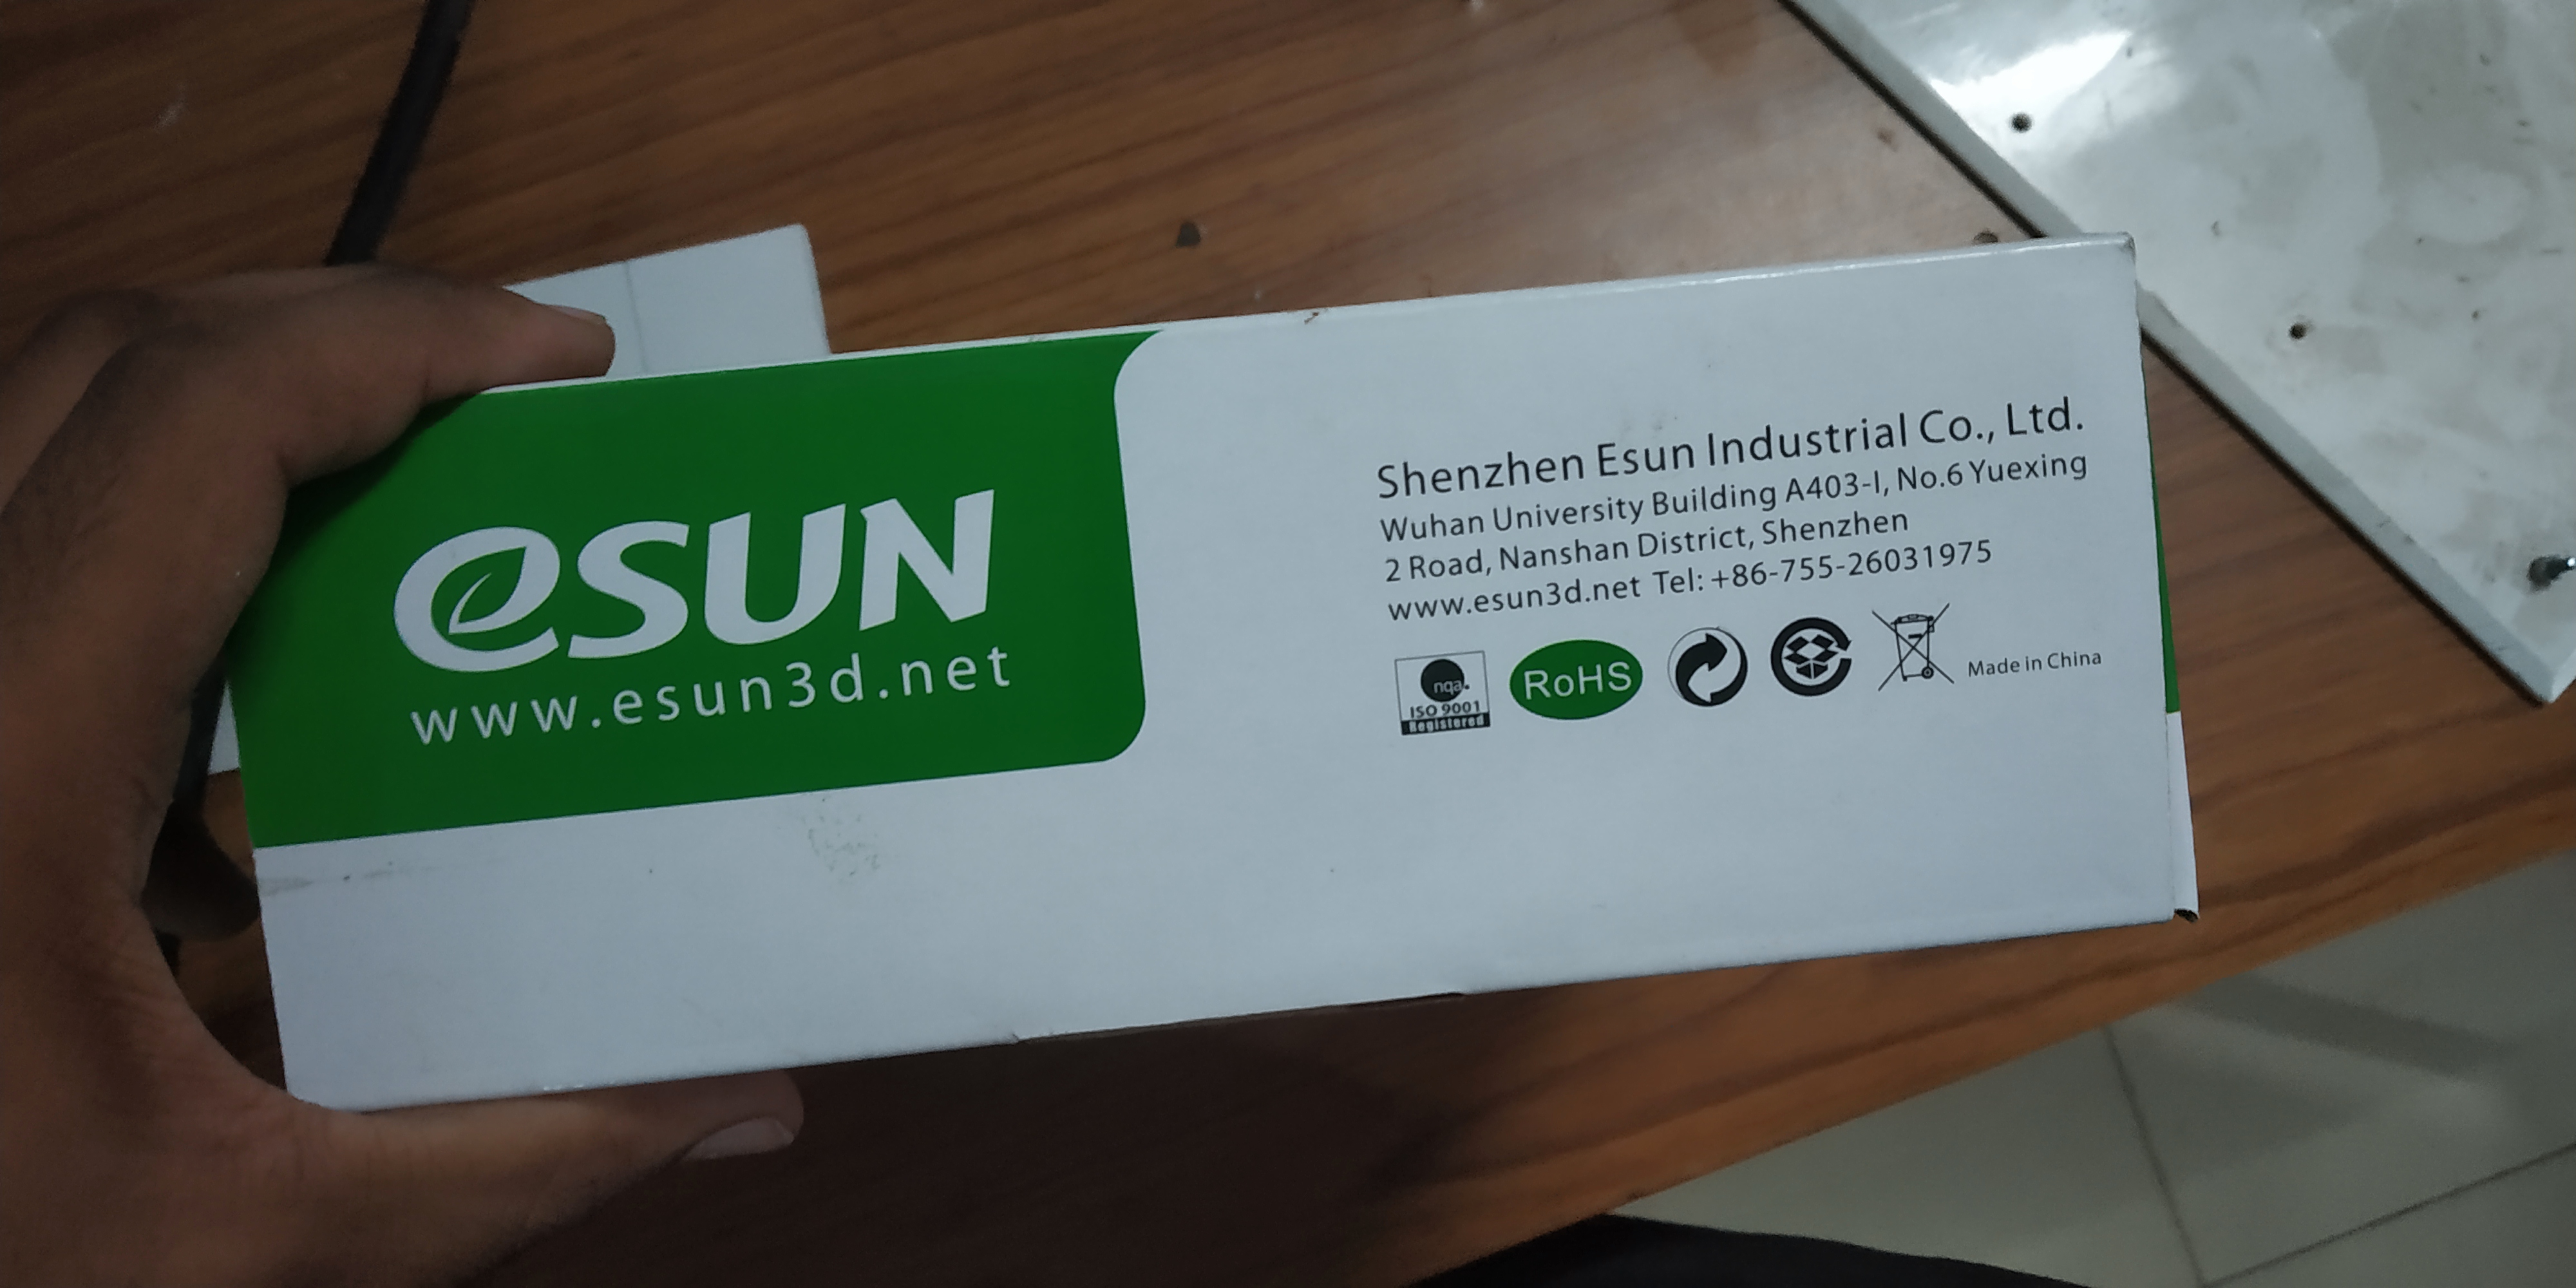 eSUN
www.esun3d.net
Shenzhen Esun Industrial Co., Ltd.
Wuhan University Building A403-I, No.6 Yuexing
2 Road, Nanshan District, Shenzhen
www.esun3d.net Tel: +86-755-26031975
nqa.
ISO 9001
Registered
RoHS
Made in China